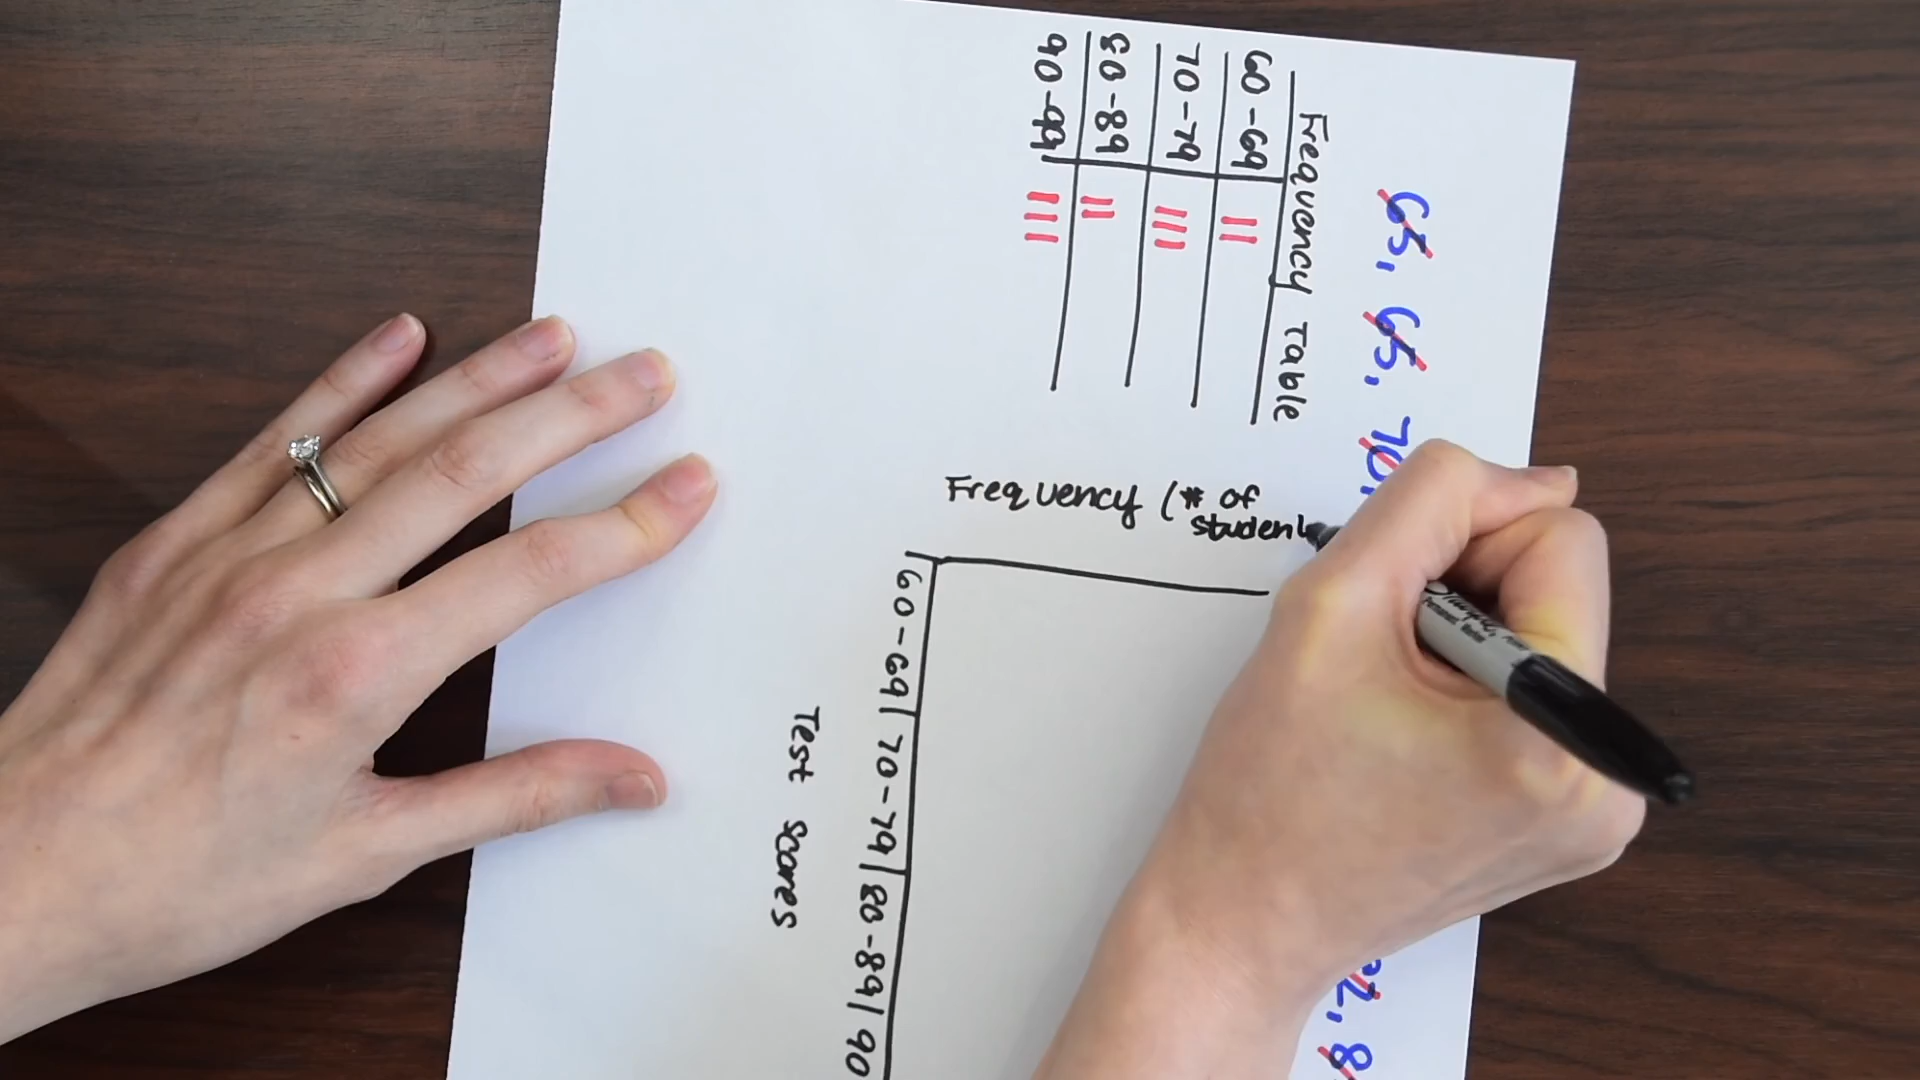 65, 65, 70,
Frequency Table
60-69
70-79
80-89
90-99
Frequency (# of
student
60-69 70-79 80-89 90
Test Scores